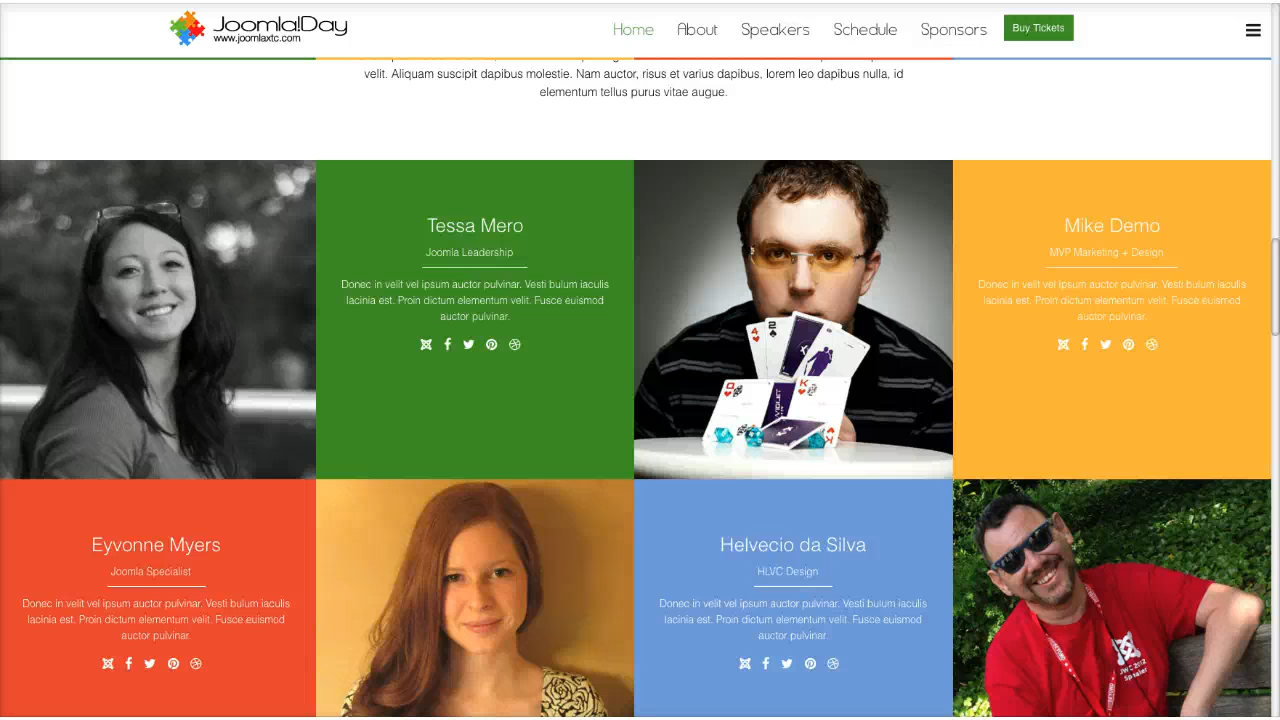 Joomla!Day
www.joomlaxtc.com
Home About Speakers Schedule Sponsors Buy Tickets
velit. Aliquam suscipit dapibus molestie. Nam auctor, risus et varius dapibus, lorem leo dapibus nulla, id
elementum tellus purus vitae augue.
Tessa Mero
Joomla Leadership
Donec in velit vel ipsum auctor pulvinar. Vesti bulum iaculis
lacinia est. Proin dictum elementum velit. Fusce euismod
auctor pulvinar.
4
2
Q
K
VIOLET
K
Mike Demo
MVP Marketing + Design
Donec in velit vel ipsum auctor pulvinar. Vesti bulum iaculis
lacinia est. Proin dictum elementum velit. Fusce euismod
auctor pulvinar.
Eyvonne Myers
Joomla Specialist
Donec in velit vel ipsum auctor pulvinar. Vesti bulum iaculis
lacinia est. Proin dictum elementum velit. Fusce euismod
auctor pulvinar.
Helvecio da Silva
HLVC Design
Donec in velit vel ipsum auctor pulvinar. Vesti bulum iaculis
lacinia est. Proin dictum elementum velit. Fusce euismod
auctor pulvinar.
JWC 2012
Speaker